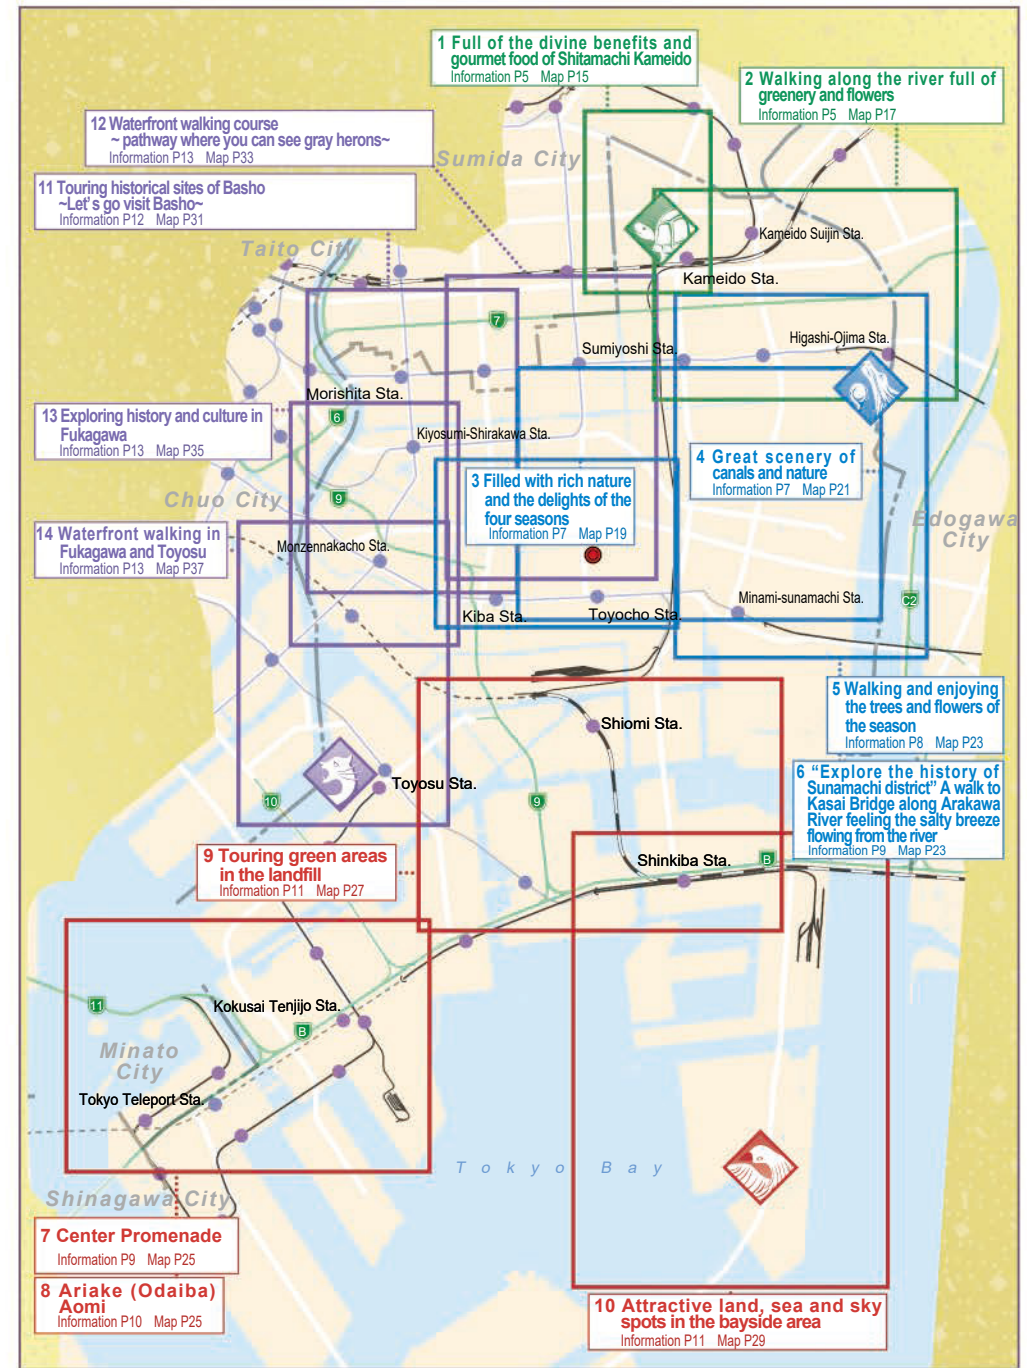 1 Full of the divine benefits and
gourmet food of Shitamachi Kameido
Information P5 Map P15
2 Walking along the river full of
greenery and flowers
Information P5 Map P17
12 Waterfront walking course
~ pathway where you can see gray herons~
Information P13 Map P33
Sumida City
11 Touring historical sites of Basho
~Let's go visit Basho~
Information P12 Map P31
Taito City
Kameido Suijin Sta.
Kameido Sta.
7
Higashi-Ojima Sta.
Sumiyoshi Sta.
Morishita Sta.
6
13 Exploring history and culture in
Fukagawa
Information P13 Map P35
Kiyosumi-Shirakawa Sta.
4 Great scenery of
canals and nature
Information P7 Map P21
3 Filled with rich nature
and the delights of the
four seasons
Information P7 Map P19
Chuo City
9
Edogawa
City
14 Waterfront walking in
Fukagawa and Toyosu
Information P13 Map P37
Monzennakacho Sta.
Minami-sunamachi Sta.
C2
Kiba Sta.
Toyocho Sta.
5 Walking and enjoying
the trees and flowers of
the season
Information P8 Map P23
Shiomi Sta.
6 “Explore the history of
Sunamachi district” A walk to
Kasai Bridge along Arakawa
River feeling the salty breeze
flowing from the river
Information P9 Map P23
Toyosu Sta.
10
9
9 Touring green areas
in the landfill
Information P11 Map P27
Shinkiba Sta.
B
11
Kokusai Tenjijo Sta.
B
Minato
City
Tokyo Teleport Sta.
Tokyo Bay
Shinagawa City
7 Center Promenade
Information P9 Map P25
8 Ariake (Odaiba)
Aomi
Information P10 Map P25
10 Attractive land, sea and sky
spots in the bayside area
Information P11 Map P29